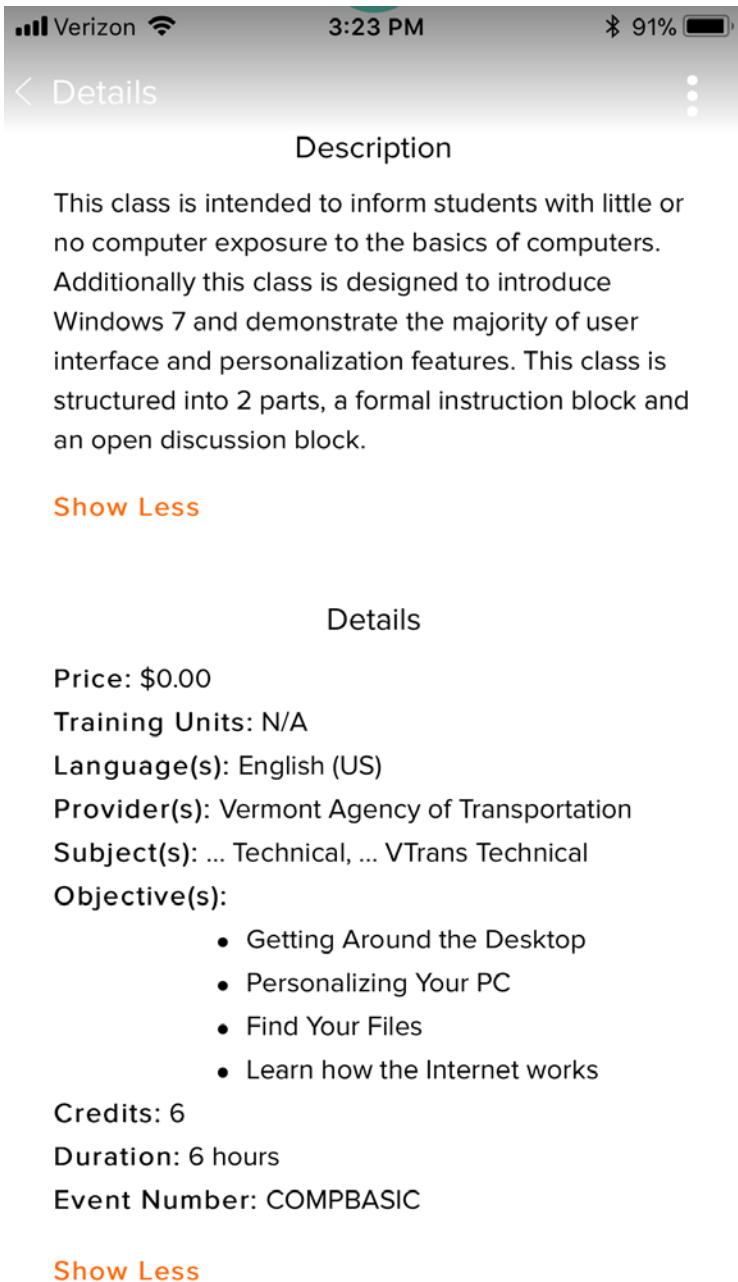 Verizon 3:23 PM 91%
Details
Description
This class is intended to inform students with little or
no computer exposure to the basics of computers.
Additionally this class is designed to introduce
Windows 7 and demonstrate the majority of user
interface and personalization features. This class is
structured into 2 parts, a formal instruction block and
an open discussion block.
Show Less
Details
Price: $0.00
Training Units: N/A
Language(s): English (US)
Provider(s): Vermont Agency of Transportation
Subject(s): ... Technical, ... VTrans Technical
Objective(s):
• Getting Around the Desktop
• Personalizing Your PC
• Find Your Files
• Learn how the Internet works
Credits: 6
Duration: 6 hours
Event Number: COMPBASIC
Show Less